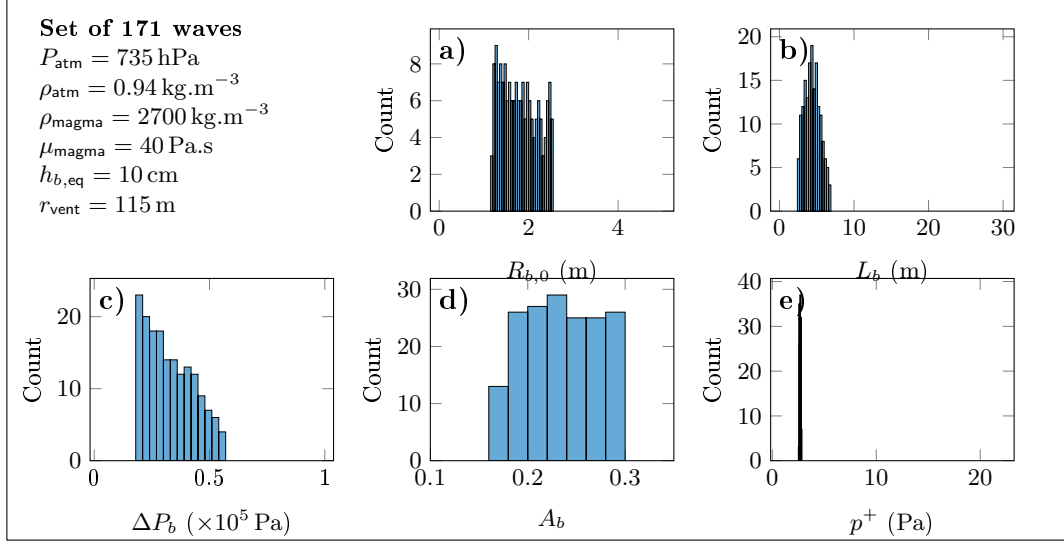 Set of 171 waves
P_atm = 735 hPa
ρ_atm = 0.94 kg.m⁻³
ρ_magma = 2700 kg.m⁻³
μ_magma = 40 Pa.s
h_b,eq = 10 cm
r_vent = 115 m
a)
Count
0 2 4 6 8
0 2 4
R_b,0 (m)
b)
Count
0 5 10 15 20
0 10 20 30
L_b (m)
c)
Count
0 10 20
0 0.5 1
ΔP_b (×10⁵ Pa)
d)
Count
0 10 20 30
0.1 0.2 0.3
A_b
e)
Count
0 10 20 30 40
0 10 20
p⁺ (Pa)